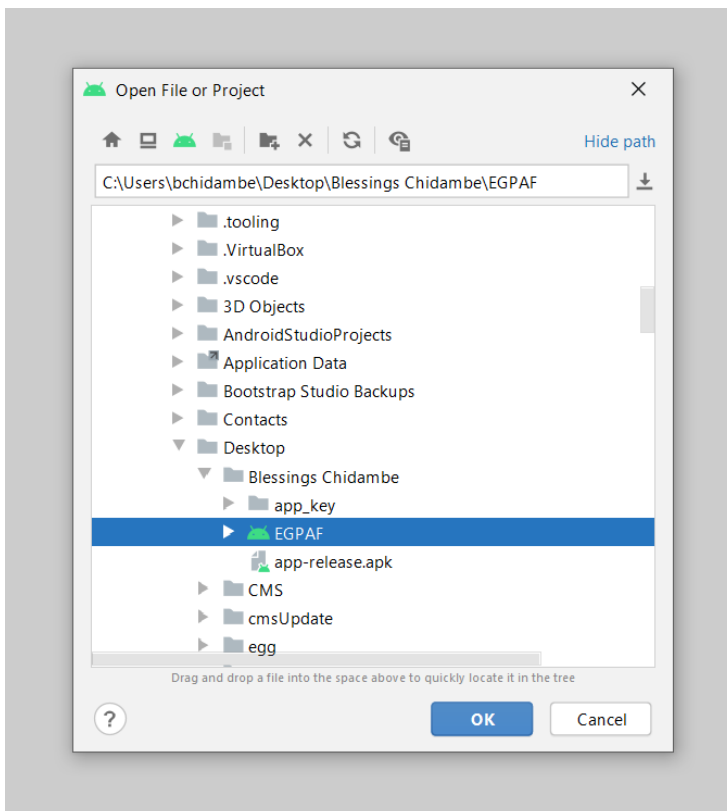 Open File or Project
Hide path
C:\Users\bchidambe\Desktop\Blessings Chidambe\EGPAF
.tooling
.VirtualBox
.vscode
3D Objects
AndroidStudioProjects
Application Data
Bootstrap Studio Backups
Contacts
Desktop
Blessings Chidambe
app_key
EGPAF
app-release.apk
CMS
cmsUpdate
egg
Drag and drop a file into the space above to quickly locate it in the tree
? OK Cancel